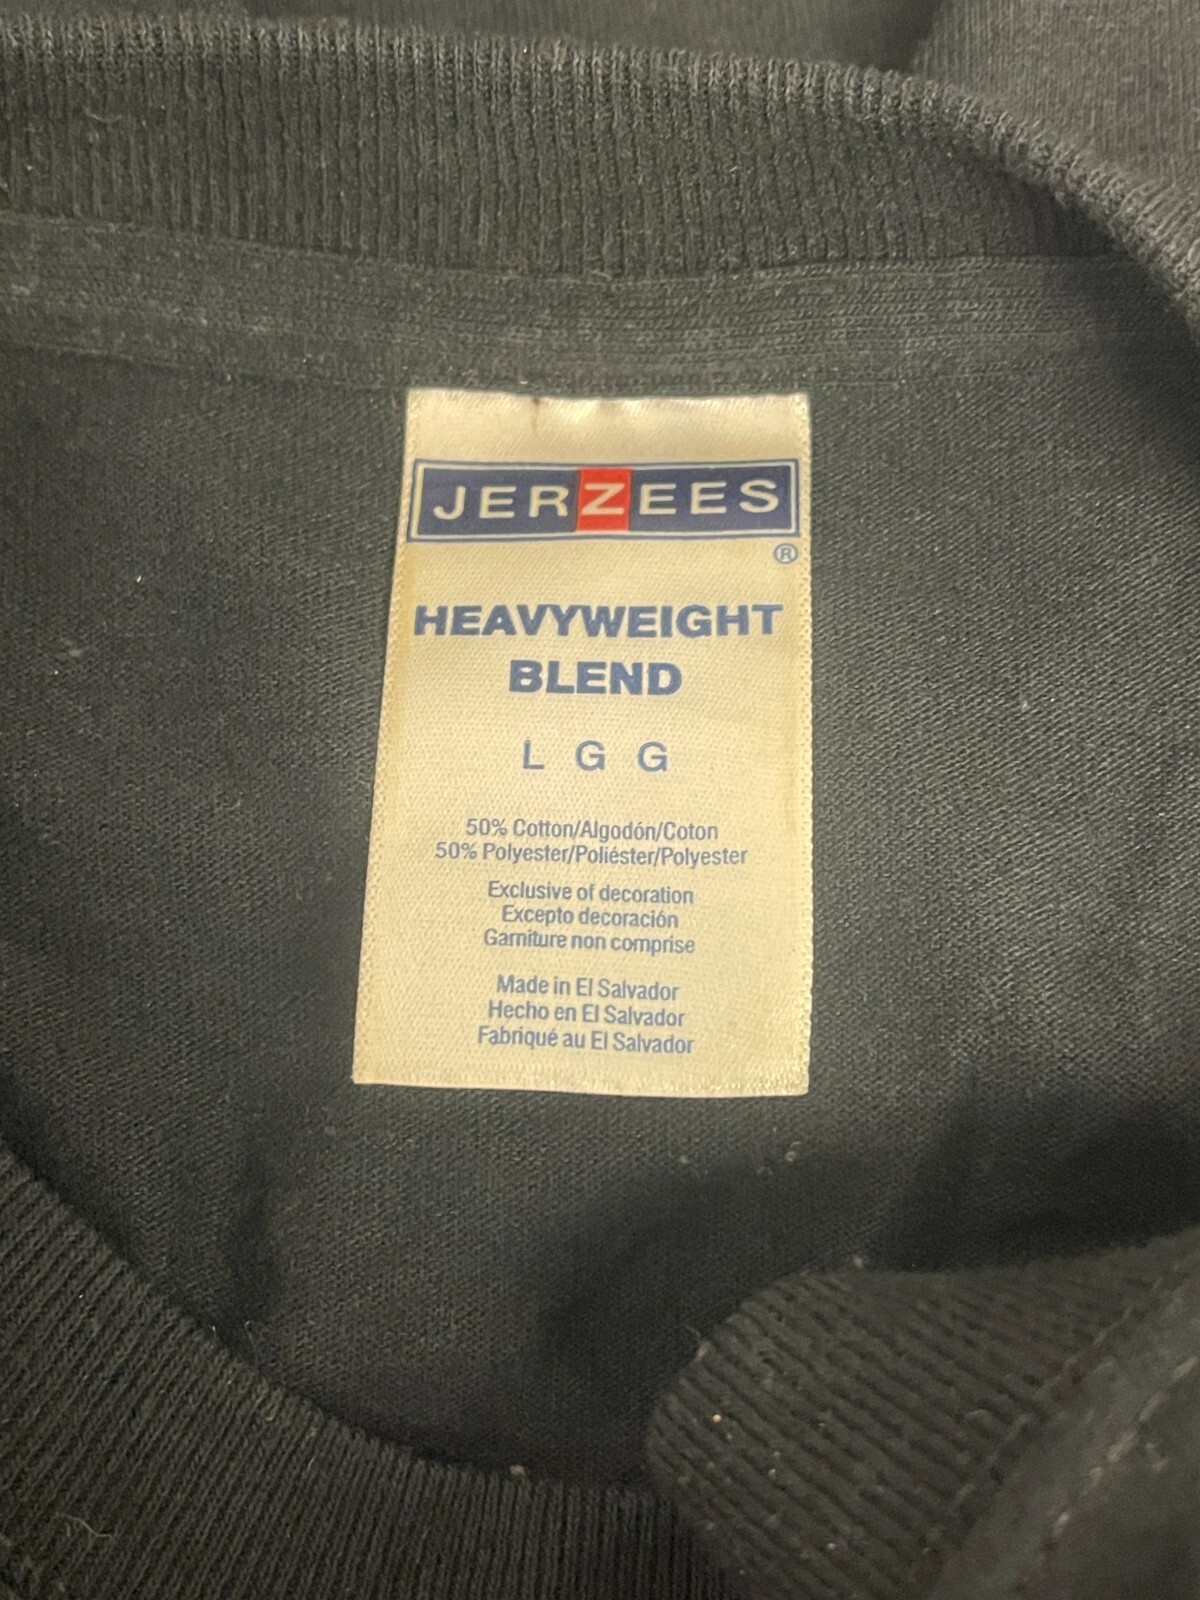 JERZEES
®
HEAVYWEIGHT
BLEND
L G G
50% Cotton/Algodón/Coton
50% Polyester/Poliéster/Polyester
Exclusive of decoration
Excepto decoración
Garniture non comprise
Made in El Salvador
Hecho en El Salvador
Fabriqué au El Salvador